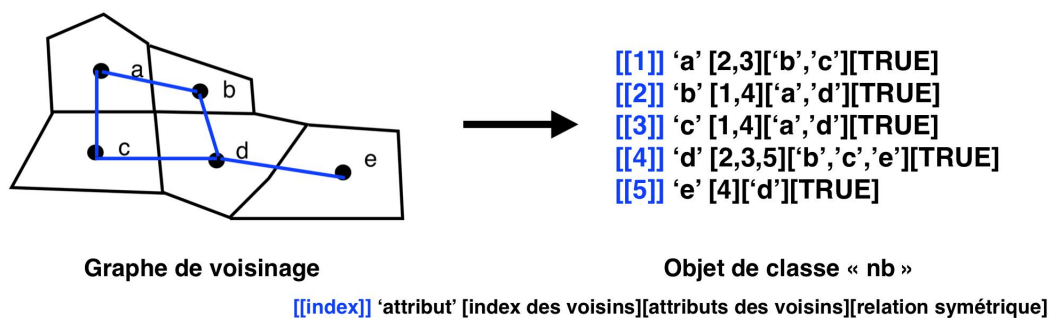 a
b
c
d
e
[[1]] ‘a’ [2,3][‘b’,’c’][TRUE]
[[2]] ‘b’ [1,4][‘a’,’d’][TRUE]
[[3]] ‘c’ [1,4][‘a’,’d’][TRUE]
[[4]] ‘d’ [2,3,5][‘b’,’c’,’e’][TRUE]
[[5]] ‘e’ [4][‘d’][TRUE]
Graphe de voisinage
Objet de classe « nb »
[[index]] ‘attribut’ [index des voisins][attributs des voisins][relation symétrique]